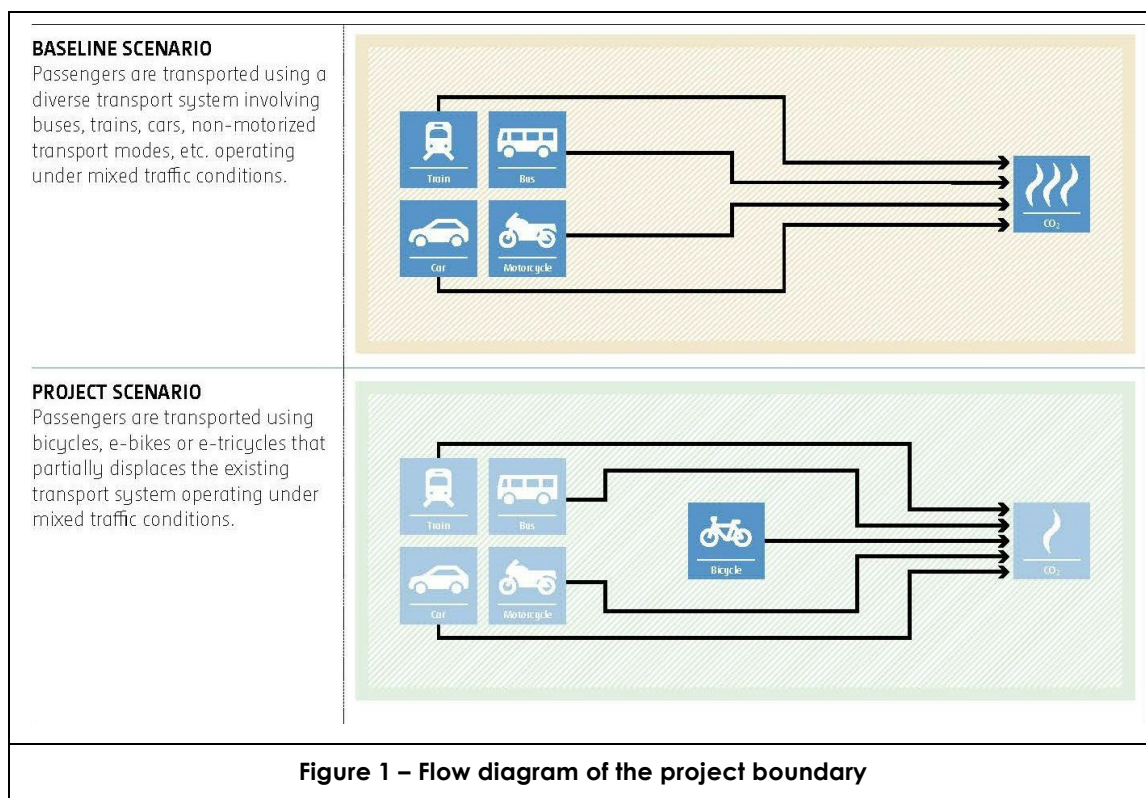 BASELINE SCENARIO
Passengers are transported using a
diverse transport system involving
buses, trains, cars, non-motorized
transport modes, etc. operating
under mixed traffic conditions.
Train
Bus
Car
Motorcycle
CO₂
PROJECT SCENARIO
Passengers are transported using
bicycles, e-bikes or e-tricycles that
partially displaces the existing
transport system operating under
mixed traffic conditions.
Train
Bus
Car
Motorcycle
Bicycle
CO₂
Figure 1 – Flow diagram of the project boundary